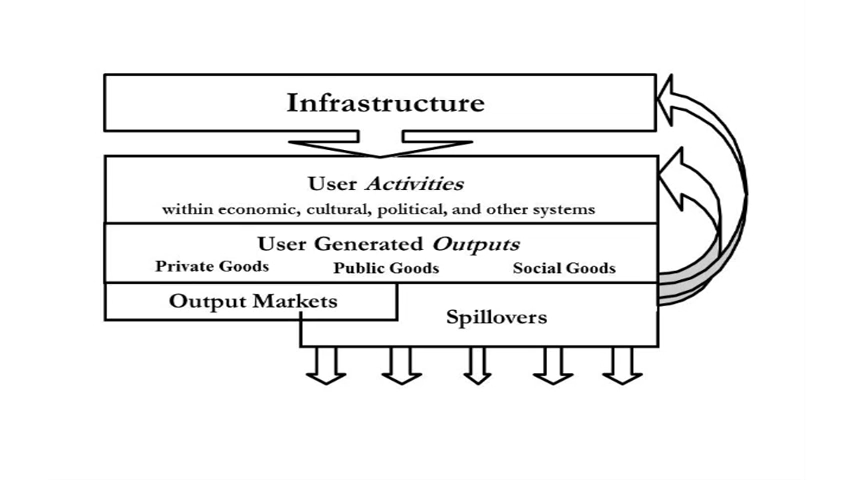 Infrastructure
User Activities
within economic, cultural, political, and other systems
User Generated Outputs
Private Goods Public Goods Social Goods
Output Markets
Spillovers